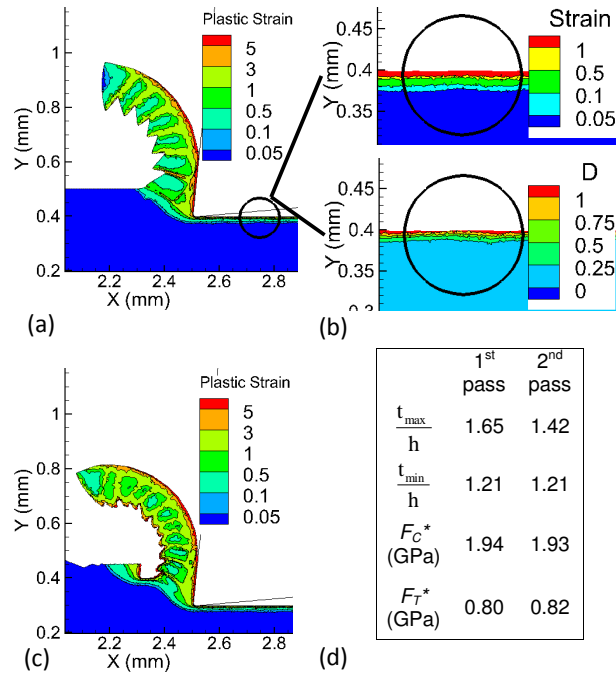 Plastic Strain
5
3
1
0.5
0.1
0.05
Y (mm)
1
0.8
0.6
0.4
0.2
2.2 2.4 2.6 2.8
X (mm)
(a)
Strain
1
0.5
0.1
0.05
Y (mm)
0.45
0.4
0.35
D
1
0.75
0.5
0.25
0
Y (mm)
0.45
0.4
0.35
0.3
(b)
Plastic Strain
5
3
1
0.5
0.1
0.05
Y (mm)
1
0.8
0.6
0.4
0.2
2.2 2.4 2.6 2.8
X (mm)
(c)
1st pass 2nd pass
tmax/h 1.65 1.42
tmin/h 1.21 1.21
FC* (GPa) 1.94 1.93
FT* (GPa) 0.80 0.82
(d)